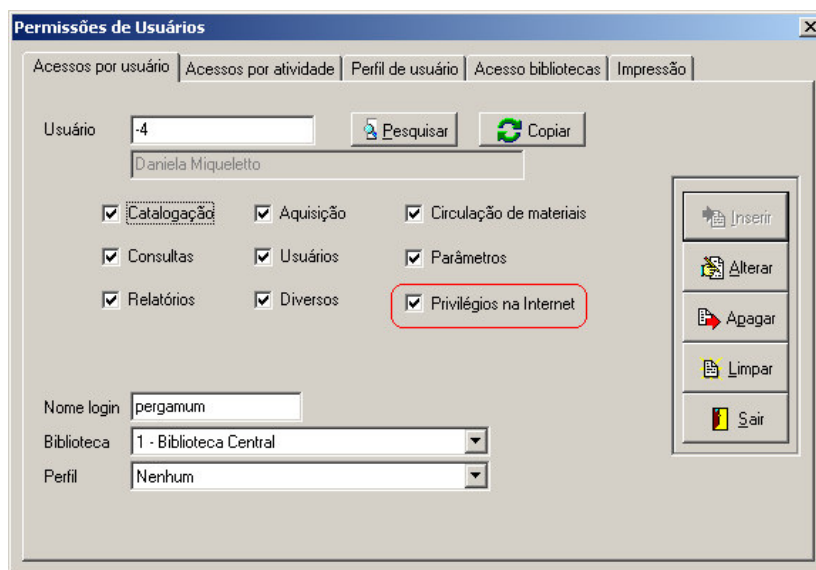 Permissões de Usuários
Acessos por usuário Acessos por atividade Perfil de usuário Acesso bibliotecas Impressão
Usuário -4 Pesquisar Copiar
Daniela Miqueletto
Catalogação Aquisição Circulação de materiais
Inserir
Consultas Usuários Parâmetros
Alterar
Relatórios Diversos Privilégios na Internet
Apagar
Limpar
Nome login pergamum
Sair
Biblioteca 1 - Biblioteca Central
Perfil Nenhum